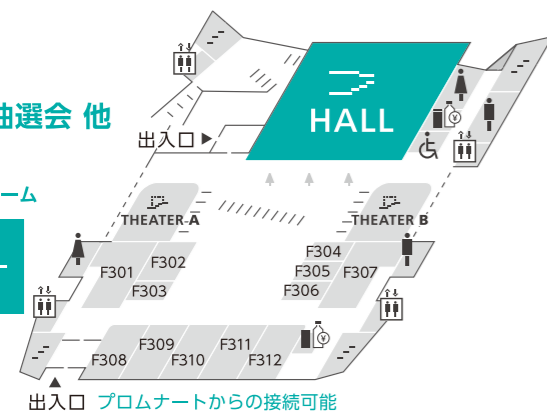 抽選会 他
HALL
出入口
ーム
THEATER-A
THEATER B
F301
F302
F303
F304
F305
F306
F307
F308
F309
F310
F311
F312
出入口 プロムナートからの接続可能